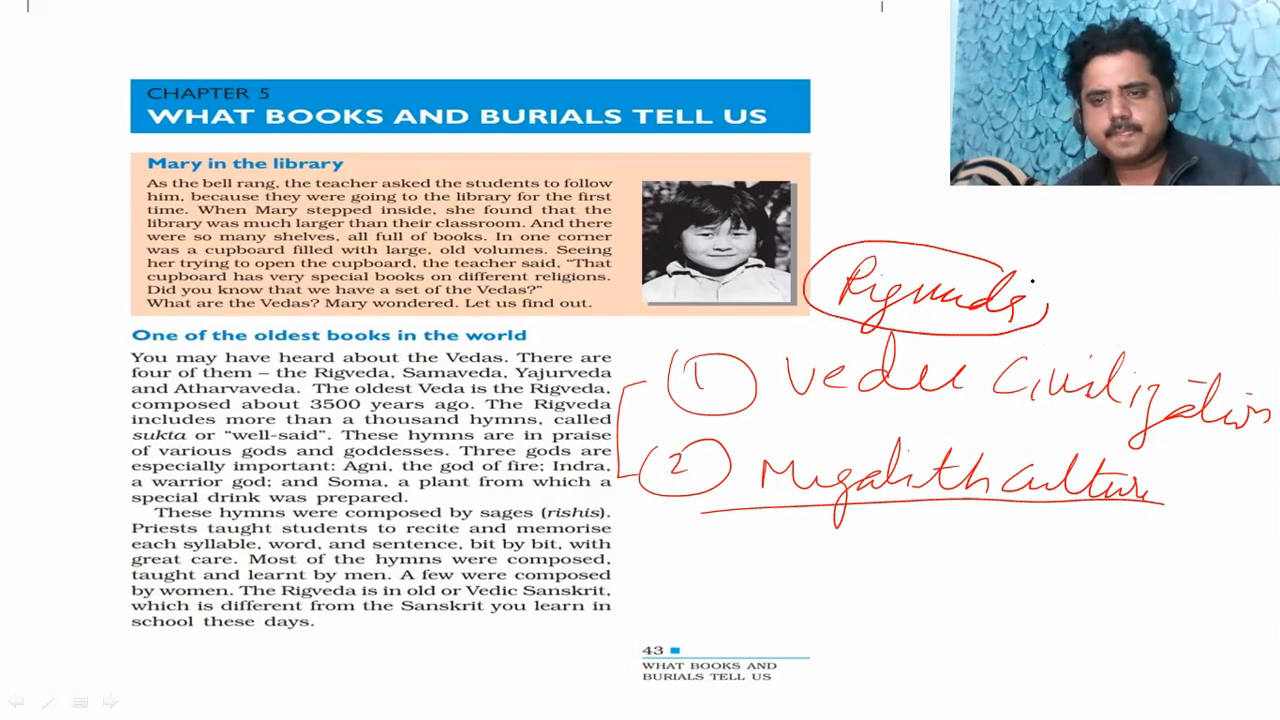 CHAPTER 5
WHAT BOOKS AND BURIALS TELL US
Mary in the library
As the bell rang, the teacher asked the students to follow
him, because they were going to the library for the first
time. When Mary stepped inside, she found that the
library was much larger than their classroom. And there
were so many shelves, all full of books. In one corner
was a cupboard filled with large, old volumes. Seeing
her trying to open the cupboard, the teacher said, “That
cupboard has very special books on different religions.
Did you know that we have a set of the Vedas?”
What are the Vedas? Mary wondered. Let us find out.
One of the oldest books in the world
You may have heard about the Vedas. There are
four of them – the Rigveda, Samaveda, Yajurveda
and Atharvaveda. The oldest Veda is the Rigveda,
composed about 3500 years ago. The Rigveda
includes more than a thousand hymns, called
sukta or “well-said”. These hymns are in praise
of various gods and goddesses. Three gods are
especially important: Agni, the god of fire; Indra,
a warrior god; and Soma, a plant from which a
special drink was prepared.
These hymns were composed by sages (rishis).
Priests taught students to recite and memorise
each syllable, word, and sentence, bit by bit, with
great care. Most of the hymns were composed,
taught and learnt by men. A few were composed
by women. The Rigveda is in old or Vedic Sanskrit,
which is different from the Sanskrit you learn in
school these days.
Rigveda
1 Vedic Civilization
2 Megalith culture
43
WHAT BOOKS AND
BURIALS TELL US